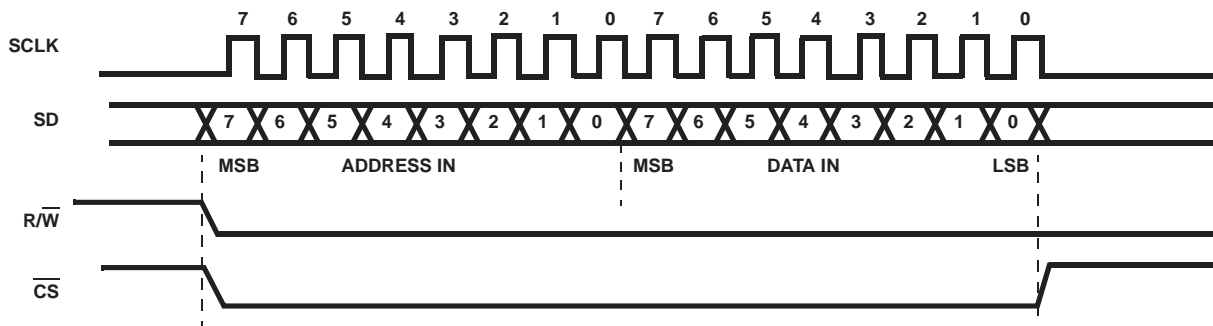 7 6 5 4 3 2 1 0 7 6 5 4 3 2 1 0
SCLK
SD 7 6 5 4 3 2 1 0 7 6 5 4 3 2 1 0
MSB ADDRESS IN MSB DATA IN LSB
R/W̅
C̅S̅